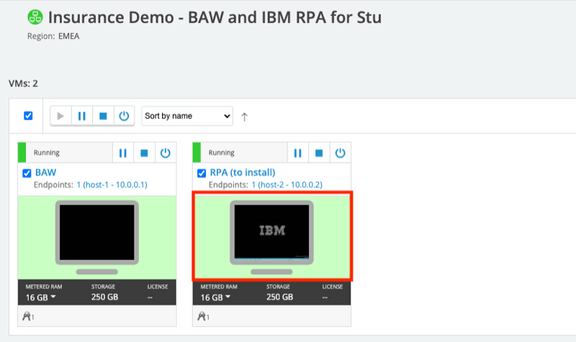 Insurance Demo - BAW and IBM RPA for Stu
Region: EMEA
VMs: 2
Sort by name
Running
BAW
Endpoints: 1 (host-1 - 10.0.0.1)
METERED RAM STORAGE LICENSE
16 GB 250 GB --
1
Running
RPA (to install)
Endpoints: 1 (host-2 - 10.0.0.2)
IBM
METERED RAM STORAGE LICENSE
16 GB 250 GB --
1